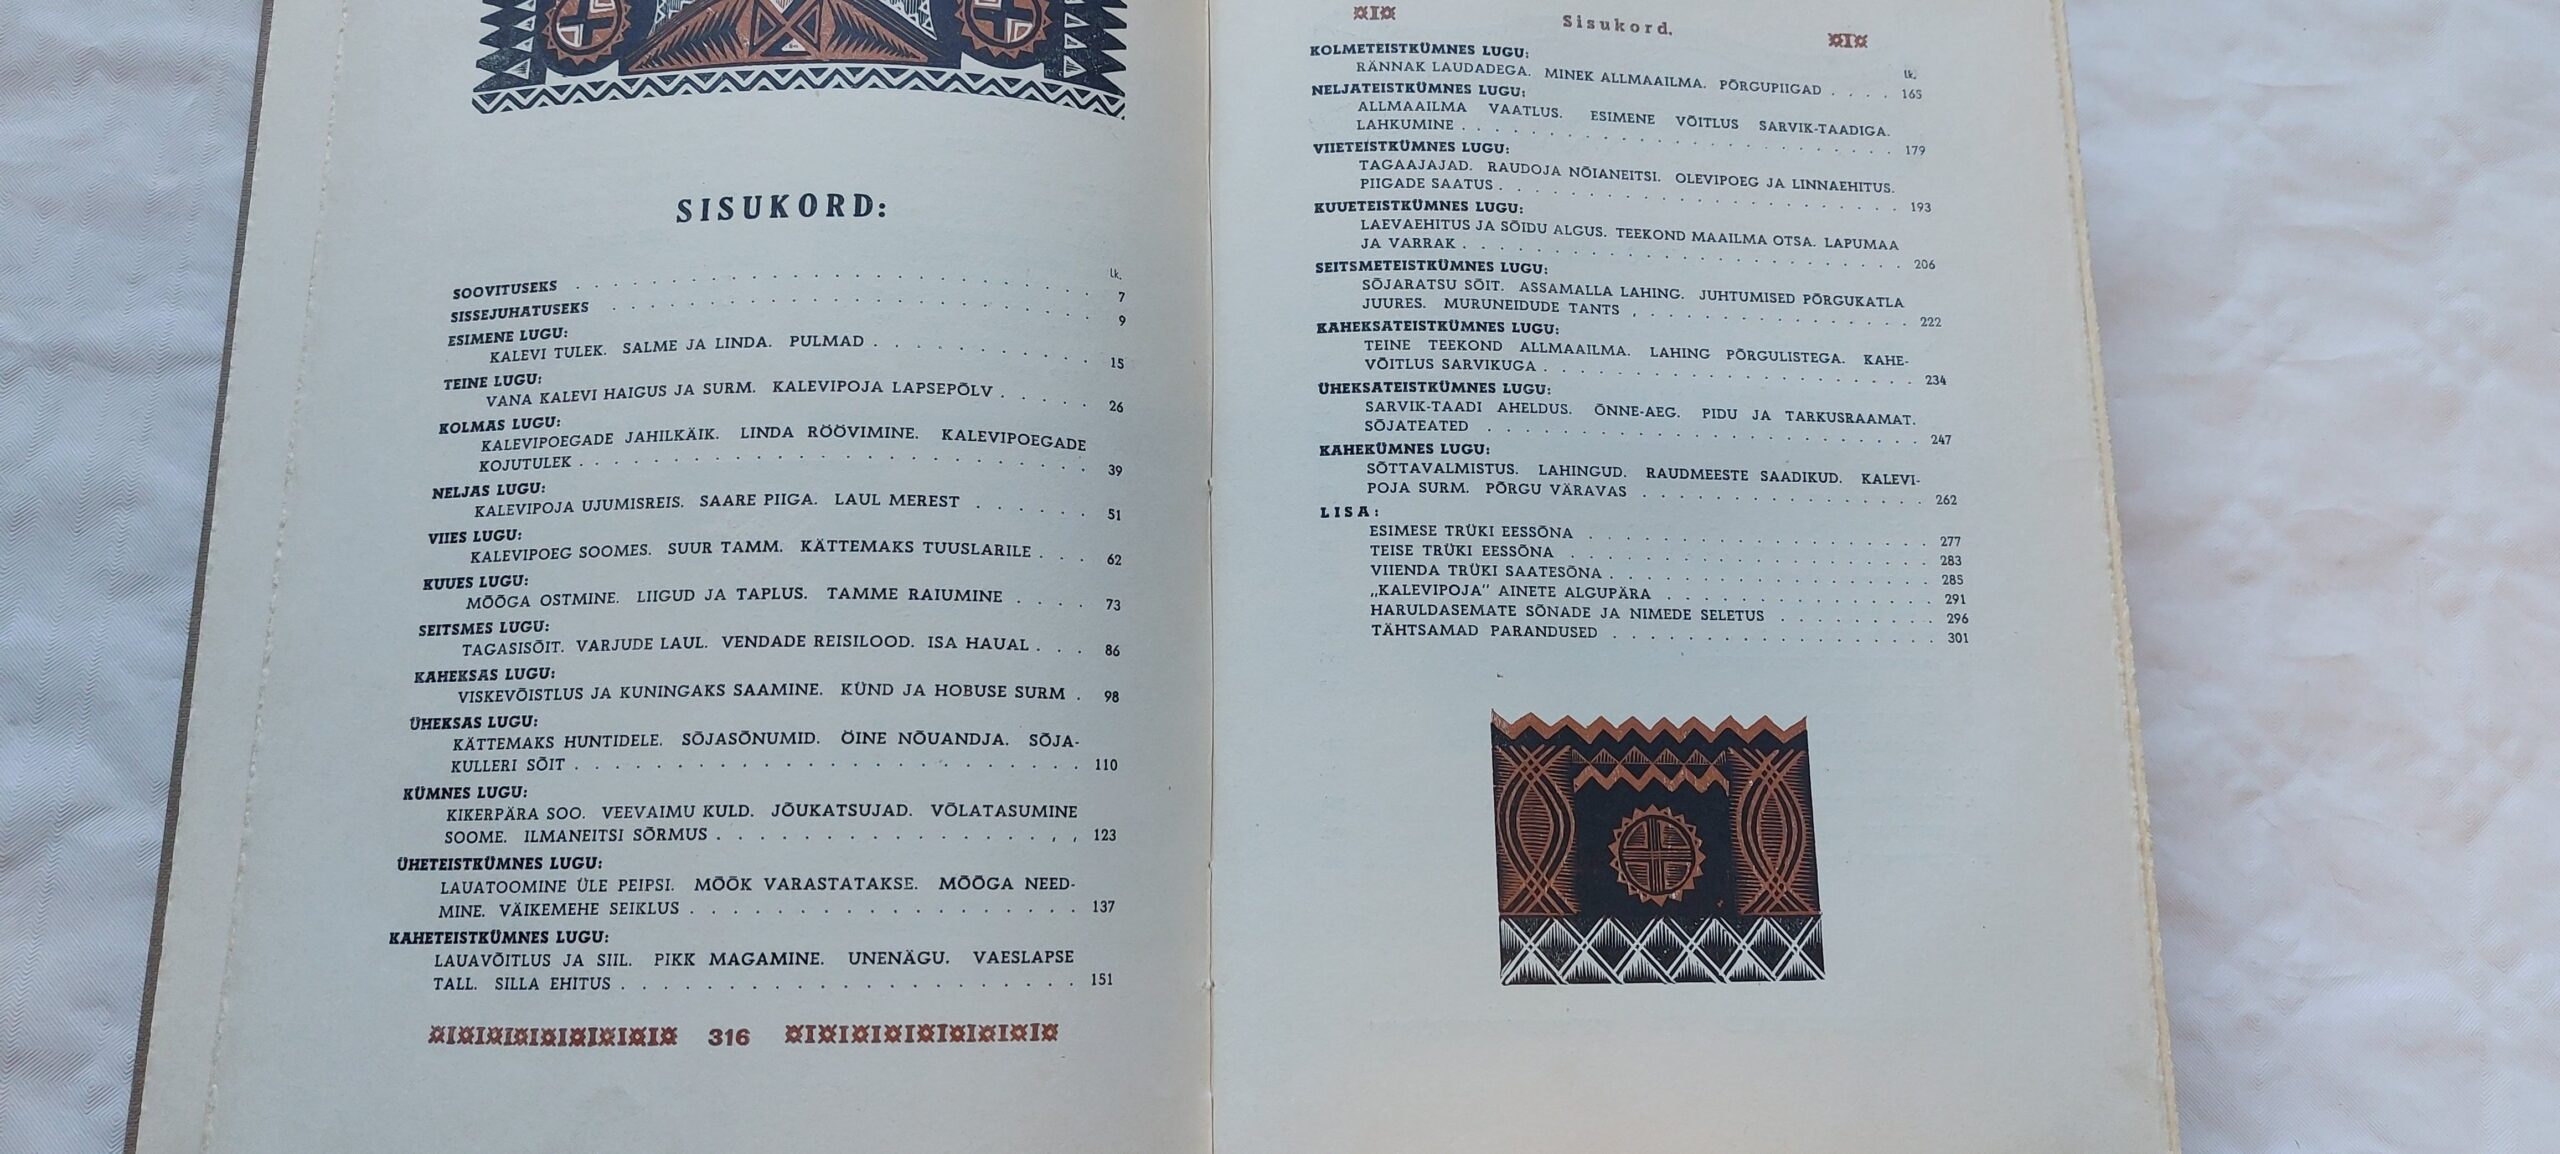 SISUKORD:
lk.
SOOVITUSEKS . . . . . . . . . . . . . . . . . . . 7
SISSEJUHATUSEKS . . . . . . . . . . . . . . . . . 9
ESIMENE LUGU:
KALEVI TULEK. SALME JA LINDA. PULMAD . . . . . . . . . . . 15
TEINE LUGU:
VANA KALEVI HAIGUS JA SURM. KALEVIPOJA LAPSEPÕLV . . . . . 26
KOLMAS LUGU:
KALEVIPOEGADE JAHILKÄIK. LINDA RÖÖVIMINE. KALEVIPOEGADE
KOJUTULEK . . . . . . . . . . . . . . . . . . . 39
NELJAS LUGU:
KALEVIPOJA UJUMISREIS. SAARE PIIGA. LAUL MEREST . . . . . . 51
VIIES LUGU:
KALEVIPOEG SOOMES. SUUR TAMM. KÄTTEMAKS TUUSLARILE . . . 62
KUUES LUGU:
MÕÕGA OSTMINE. LIIGUD JA TAPLUS. TAMME RAIUMINE . . . . 73
SEITSMES LUGU:
TAGASISÕIT. VARJUDE LAUL. VENDADE REISILOOD. ISA HAUAL . . . 86
KAHEKSAS LUGU:
VISKEVÕISTLUS JA KUNINGAKS SAAMINE. KÜND JA HOBUSE SURM . 98
ÜHEKSAS LUGU:
KÄTTEMAKS HUNTIDELE. SÕJASÕNUMID. ÖINE NÕUANDJA. SÕJA-
KULLERI SÕIT . . . . . . . . . . . . . . . . . . 110
KÜMNES LUGU:
KIKERPÄRA SOO. VEEVAIMU KULD. JÕUKATSUJAD. VÕLATASUMINE
SOOME. ILMANEITSI SÕRMUS . . . . . . . . . . . . . 123
ÜHETEISTKÜMNES LUGU:
LAUATOOMINE ÜLE PEIPSI. MÕÕK VARASTATAKSE. MÕÕGA NEED-
MINE. VÄIKEMEHE SEIKLUS . . . . . . . . . . . . . . 137
KAHETEISTKÜMNES LUGU:
LAUAVÕITLUS JA SIIL. PIKK MAGAMINE. UNENÄGU. VAESLAPSE
TALL. SILLA EHITUS . . . . . . . . . . . . . . . . 151
316
Sisukord.
lk.
KOLMETEISTKÜMNES LUGU:
RÄNNAK LAUDADEGA. MINEK ALLMAAILMA. PÕRGUPIIGAD . . . . 165
NELJATEISTKÜMNES LUGU:
ALLMAAILMA VAATLUS. ESIMENE VÕITLUS SARVIK-TAADIGA.
LAHKUMINE . . . . . . . . . . . . . . . . . . 179
VIIETEISTKÜMNES LUGU:
TAGAAJAJAD. RAUDOJA NÕIANEITSI. OLEVIPOEG JA LINNAEHITUS.
PIIGADE SAATUS . . . . . . . . . . . . . . . . . 193
KUUETEISTKÜMNES LUGU:
LAEVAEHITUS JA SÕIDU ALGUS. TEEKOND MAAILMA OTSA. LAPUMAA
JA VARRAK . . . . . . . . . . . . . . . . . . . 206
SEITSMETEISTKÜMNES LUGU:
SÕJARATSU SÕIT. ASSAMALLA LAHING. JUHTUMISED PÕRGUKATLA
JUURES. MURUNEIDUDE TANTS . . . . . . . . . . . . . 222
KAHEKSATEISTKÜMNES LUGU:
TEINE TEEKOND ALLMAAILMA. LAHING PÕRGULISTEGA. KAHE-
VÕITLUS SARVIKUGA . . . . . . . . . . . . . . . . 234
ÜHEKSATEISTKÜMNES LUGU:
SARVIK-TAADI AHELDUS. ÕNNE-AEG. PIDU JA TARKUSRAAMAT.
SÕJATEATED . . . . . . . . . . . . . . . . . . 247
KAHEKÜMNES LUGU:
SÕTTAVALMISTUS. LAHINGUD. RAUDMEESTE SAADIKUD. KALEVI-
POJA SURM. PÕRGU VÄRAVAS . . . . . . . . . . . . . 262
LISA:
ESIMESE TRÜKI EESSÕNA . . . . . . . . . . . . . . . 277
TEISE TRÜKI EESSÕNA . . . . . . . . . . . . . . . . 283
VIIENDA TRÜKI SAATESÕNA . . . . . . . . . . . . . . 285
„KALEVIPOJA" AINETE ALGUPÄRA . . . . . . . . . . . . 291
HARULDASEMATE SÕNADE JA NIMEDE SELETUS . . . . . . . . 296
TÄHTSAMAD PARANDUSED . . . . . . . . . . . . . . . 301